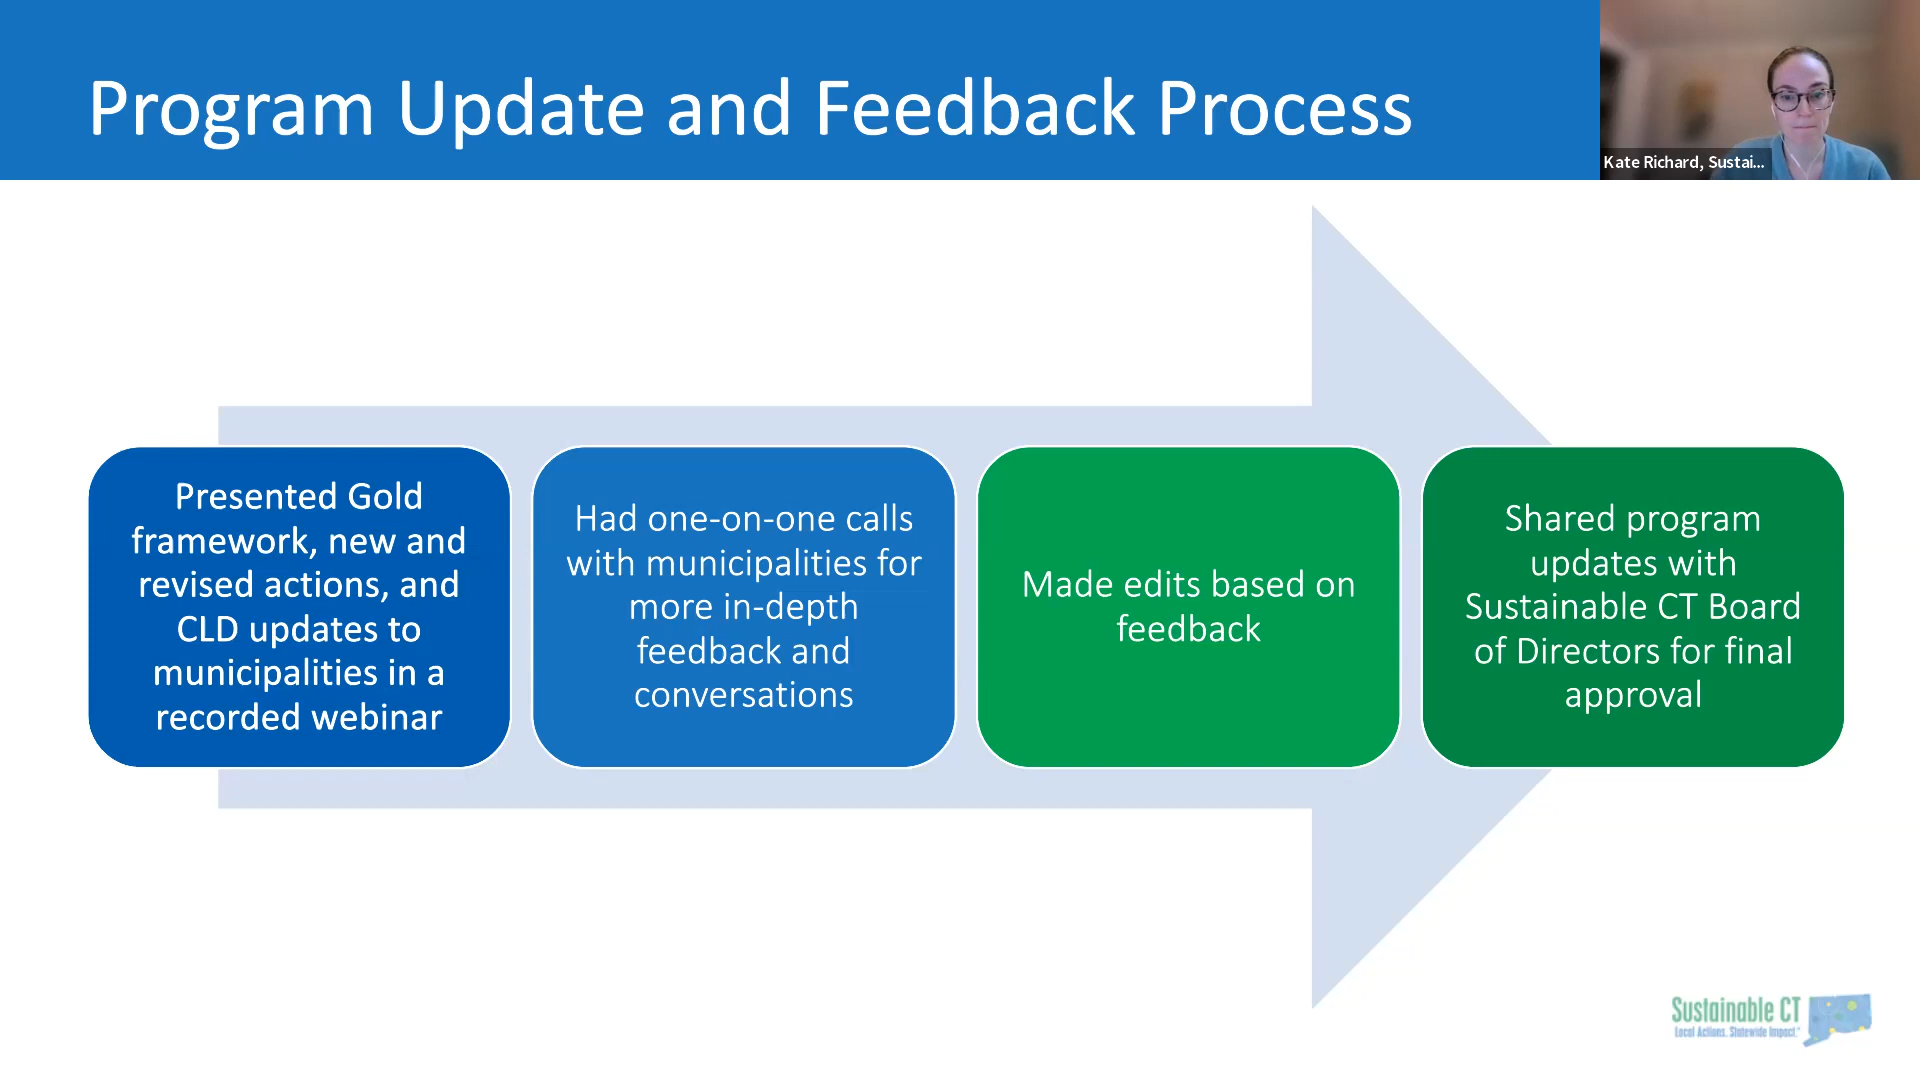 Program Update and Feedback Process
Kate Richard, Sustai...
Presented Gold
framework, new and
revised actions, and
CLD updates to
municipalities in a
recorded webinar
Had one-on-one calls
with municipalities for
more in-depth
feedback and
conversations
Made edits based on
feedback
Shared program
updates with
Sustainable CT Board
of Directors for final
approval
Sustainable CT
Local Actions. Statewide Impact.